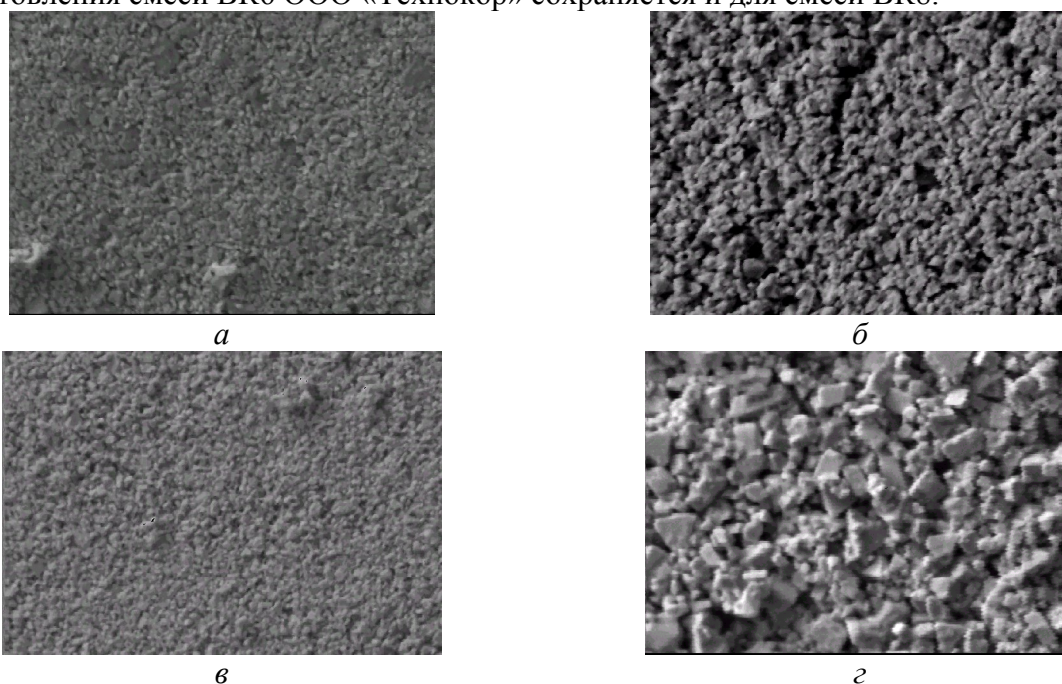 товления смеси ВК6 ООО «Технокор» сохраняется и для смеси ВК8.
а
б
в
г